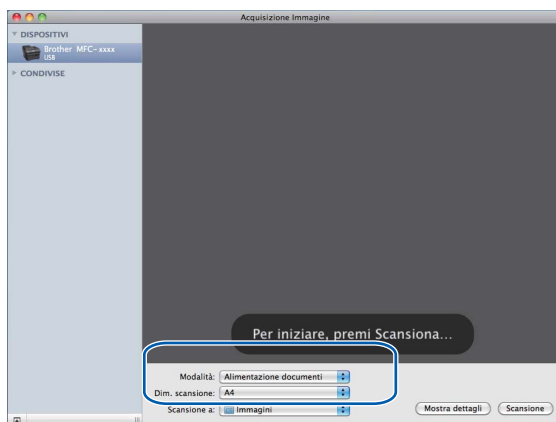 Acquisizione Immagine
DISPOSITIVI
Brother MFC-xxxx
USB
CONDIVISE
Per iniziare, premi Scansiona...
Modalità: Alimentazione documenti
Dim. scansione: A4
Scansione a: Immagini
Mostra dettagli Scansione